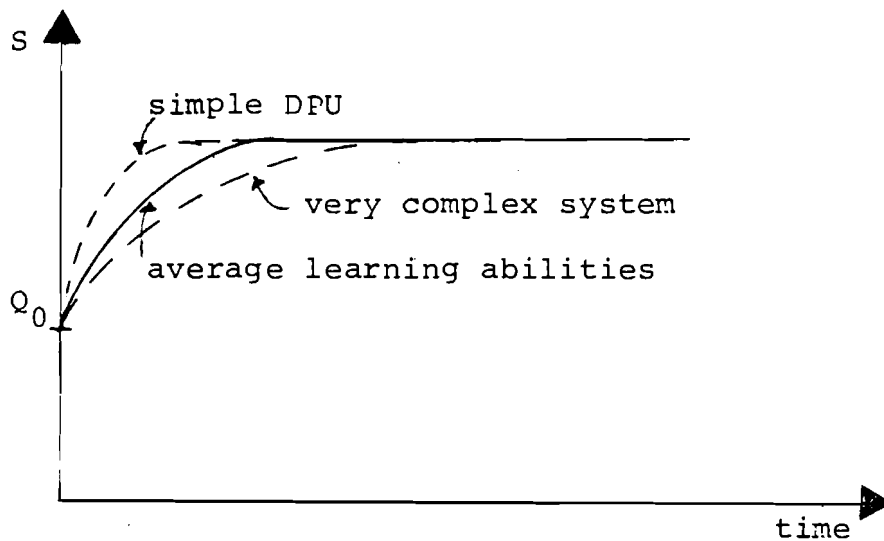 S
simple DPU
very complex system
average learning abilities
Q0
time